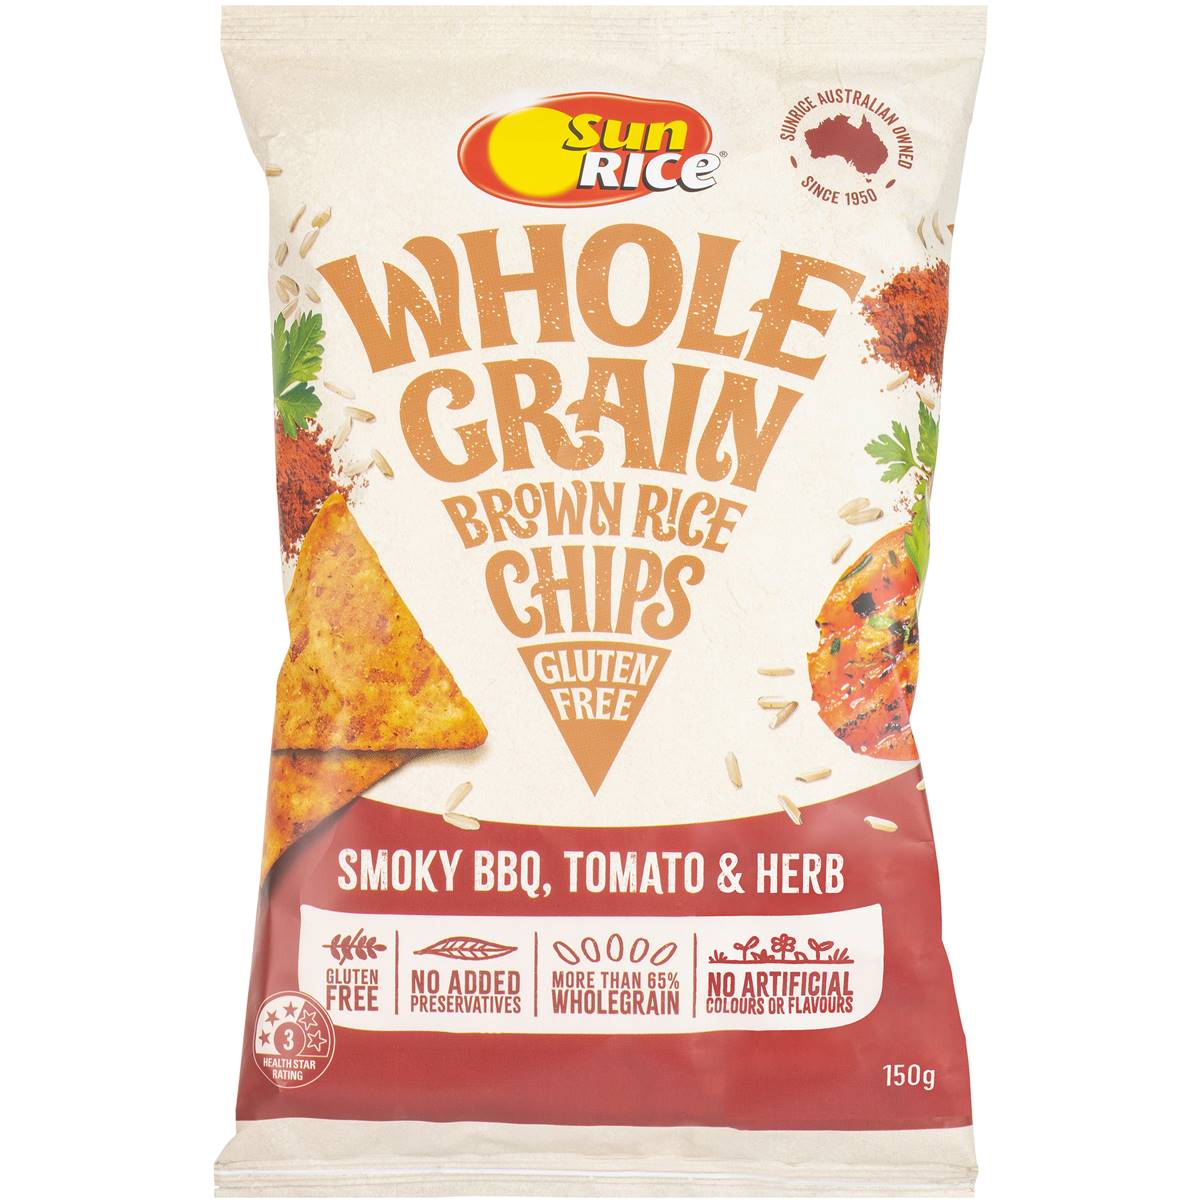 Sun
RICE®
SUNRICE AUSTRALIAN OWNED
SINCE 1950
WHOLE
GRAIN
BROWN RICE
CHIPS
GLUTEN
FREE
SMOKY BBQ, TOMATO & HERB
GLUTEN
FREE
NO ADDED
PRESERVATIVES
MORE THAN 65%
WHOLEGRAIN
NO ARTIFICIAL
COLOURS OR FLAVOURS
3
HEALTH STAR
RATING
150g